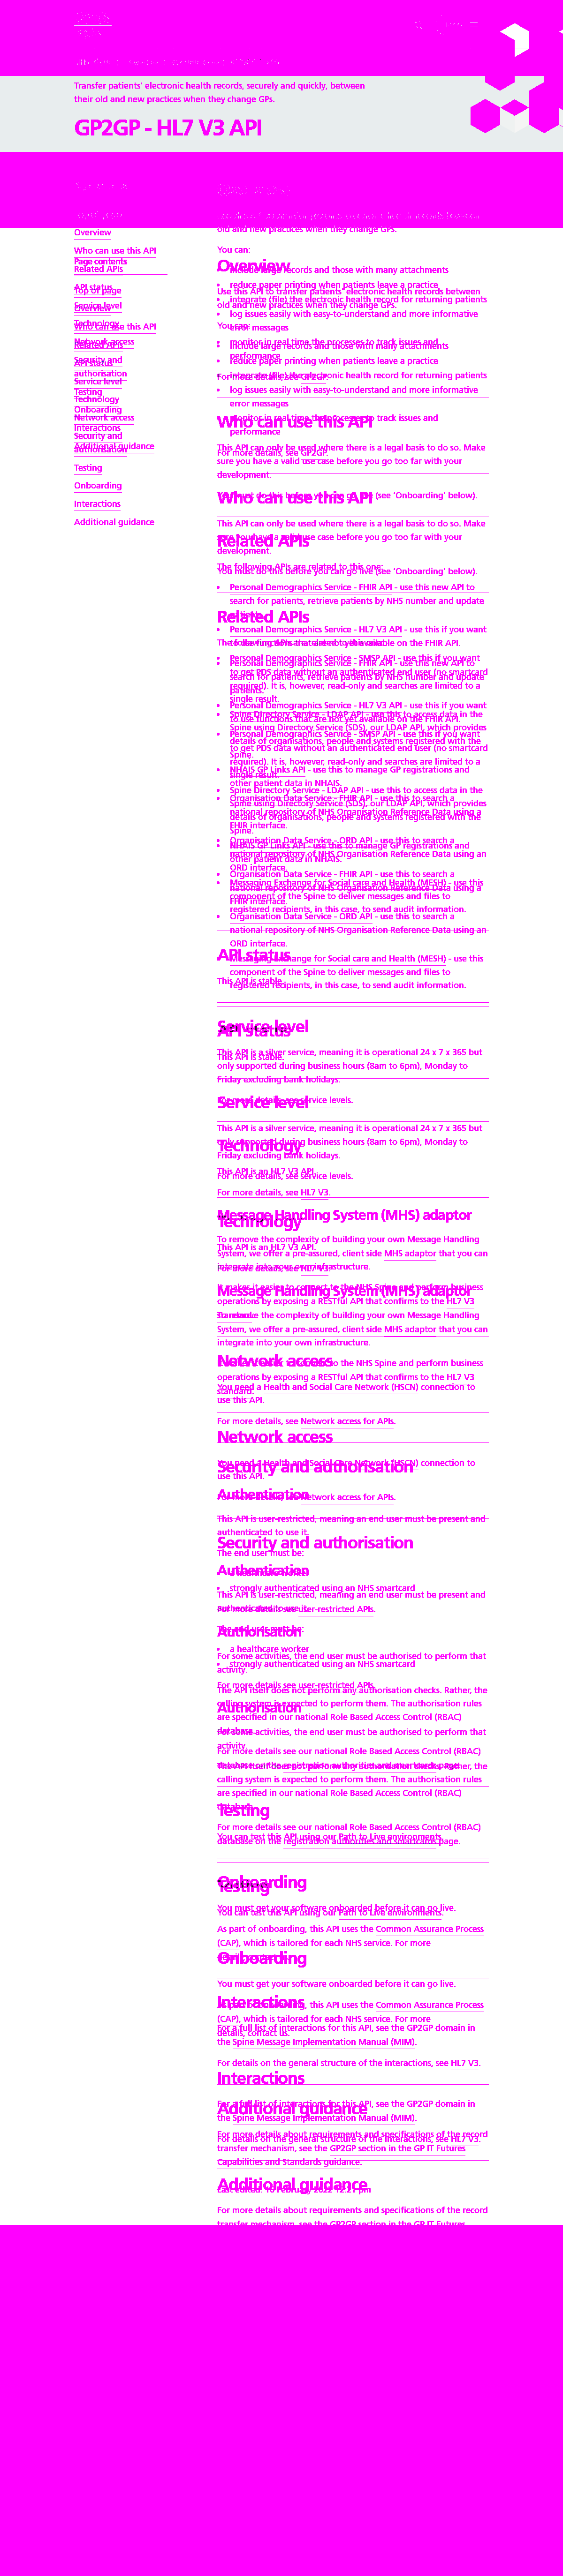 Transfer patients' electronic health records, securely and quickly, between
their old and new practices when they change GPs.
GP2GP - HL7 V3 API
Page contents
Top of page
Overview
Who can use this API
Related APIs
API status
Service level
Technology
Network access
Security and
authorisation
Testing
Onboarding
Interactions
Additional guidance
Overview
Use this API to transfer patients' electronic health records between
old and new practices when they change GPs.
You can:
include large records and those with many attachments
reduce paper printing when patients leave a practice
integrate (file) the electronic health record for returning patients
log issues easily with easy-to-understand and more informative
error messages
monitor in real time the processes to track issues and
performance
For more details, see GP2GP.
Who can use this API
This API can only be used where there is a legal basis to do so. Make
sure you have a valid use case before you go too far with your
development.
You must do this before you can go live (see 'Onboarding' below).
Related APIs
The following APIs are related to this one:
Personal Demographics Service - FHIR API - use this new API to
search for patients, retrieve patients by NHS number and update
patients.
Personal Demographics Service - HL7 V3 API - use this if you want
to use functions that are not yet available on the FHIR API.
Personal Demographics Service - SMSP API - use this if you want
to get PDS data without an authenticated end user (no smartcard
required). It is, however, read-only and searches are limited to a
single result.
Spine Directory Service - LDAP API - use this to access data in the
Spine using Directory Service (SDS), our LDAP API, which provides
details of organisations, people and systems registered with the
Spine.
NHAIS GP Links API - use this to manage GP registrations and
other patient data in NHAIS.
Organisation Data Service - FHIR API - use this to search a
national repository of NHS Organisation Reference Data using a
FHIR interface.
Organisation Data Service - ORD API - use this to search a
national repository of NHS Organisation Reference Data using an
ORD interface.
Messaging Exchange for Social care and Health (MESH) - use this
component of the Spine to deliver messages and files to
registered recipients, in this case, to send audit information.
API status
This API is stable.
Service level
This API is a silver service, meaning it is operational 24 x 7 x 365 but
only supported during business hours (8am to 6pm), Monday to
Friday excluding bank holidays.
For more details, see service levels.
Technology
This API is an HL7 V3 API.
For more details, see HL7 V3.
Message Handling System (MHS) adaptor
To remove the complexity of building your own Message Handling
System, we offer a pre-assured, client side MHS adaptor that you can
integrate into your own infrastructure.
It makes it easier to connect to the NHS Spine and perform business
operations by exposing a RESTful API that confirms to the HL7 V3
standard.
Network access
You need a Health and Social Care Network (HSCN) connection to
use this API.
For more details, see Network access for APIs.
Security and authorisation
Authentication
This API is user-restricted, meaning an end user must be present and
authenticated to use it.
The end user must be:
a healthcare worker
strongly authenticated using an NHS smartcard
For more details see user-restricted APIs.
Authorisation
For some activities, the end user must be authorised to perform that
activity.
The API itself does not perform any authorisation checks. Rather, the
calling system is expected to perform them. The authorisation rules
are specified in our national Role Based Access Control (RBAC)
database.
For more details see our national Role Based Access Control (RBAC)
database on the registration authorities and smartcards page.
Testing
You can test this API using our Path to Live environments.
Onboarding
You must get your software onboarded before it can go live.
As part of onboarding, this API uses the Common Assurance Process
(CAP), which is tailored for each NHS service. For more
details, contact us.
Interactions
For a full list of interactions for this API, see the GP2GP domain in
the Spine Message Implementation Manual (MIM).
For details on the general structure of the interactions, see HL7 V3.
Additional guidance
For more details about requirements and specifications of the record
transfer mechanism, see the GP2GP section in the GP IT Futures
Capabilities and Standards guidance.
Last edited: 10 February 2022 12:21 pm